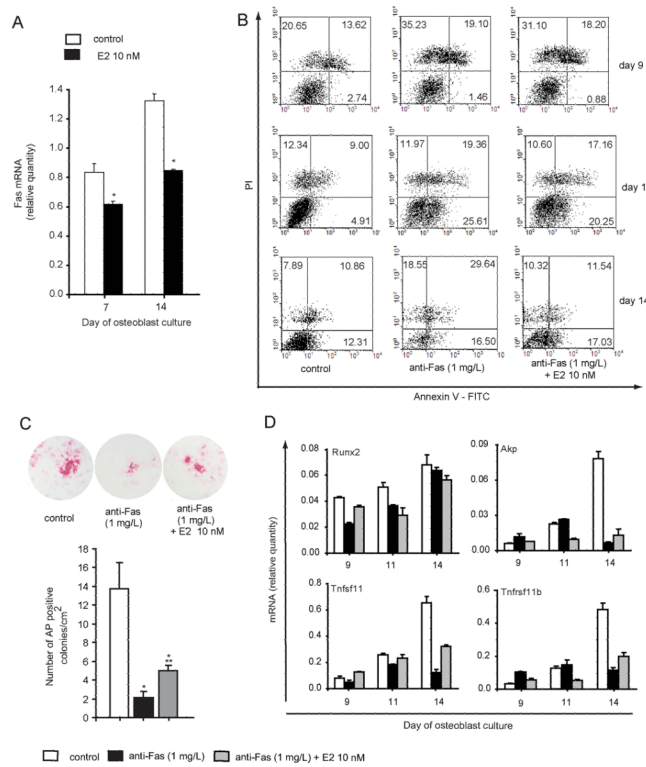 A
control
E2 10 nM
Fas mRNA
(relative quantity)
1.4
1.2
1.0
0.8
0.6
0.4
0.2
0.0
*
*
7
14
Day of osteoblast culture
B
20.65 13.62
2.74
35.23 19.10
1.46
31.10 18.20
0.88
day 9
12.34 9.00
4.91
11.97 19.36
25.61
10.60 17.16
20.25
day 1
7.89 10.86
12.31
18.55 29.64
16.50
10.32 11.54
17.03
day 14
PI
control
anti-Fas (1 mg/L)
anti-Fas (1 mg/L)
+ E2 10 nM
Annexin V - FITC
C
control
anti-Fas
(1 mg/L)
anti-Fas
(1 mg/L)
+ E2 10 nM
Number of AP positive
colonies/cm2
18
16
14
12
10
8
6
4
2
0
*
*
**
D
mRNA (relative quantity)
Runx2
0.08
0.06
0.04
0.02
0.00
9 11 14
Akp
0.09
0.06
0.03
0.00
9 11 14
Tnfsf11
0.8
0.6
0.4
0.2
0.0
9 11 14
Tnfrsf11b
0.6
0.4
0.2
0.0
9 11 14
Day of osteoblast culture
control anti-Fas (1 mg/L) anti-Fas (1 mg/L) + E2 10 nM